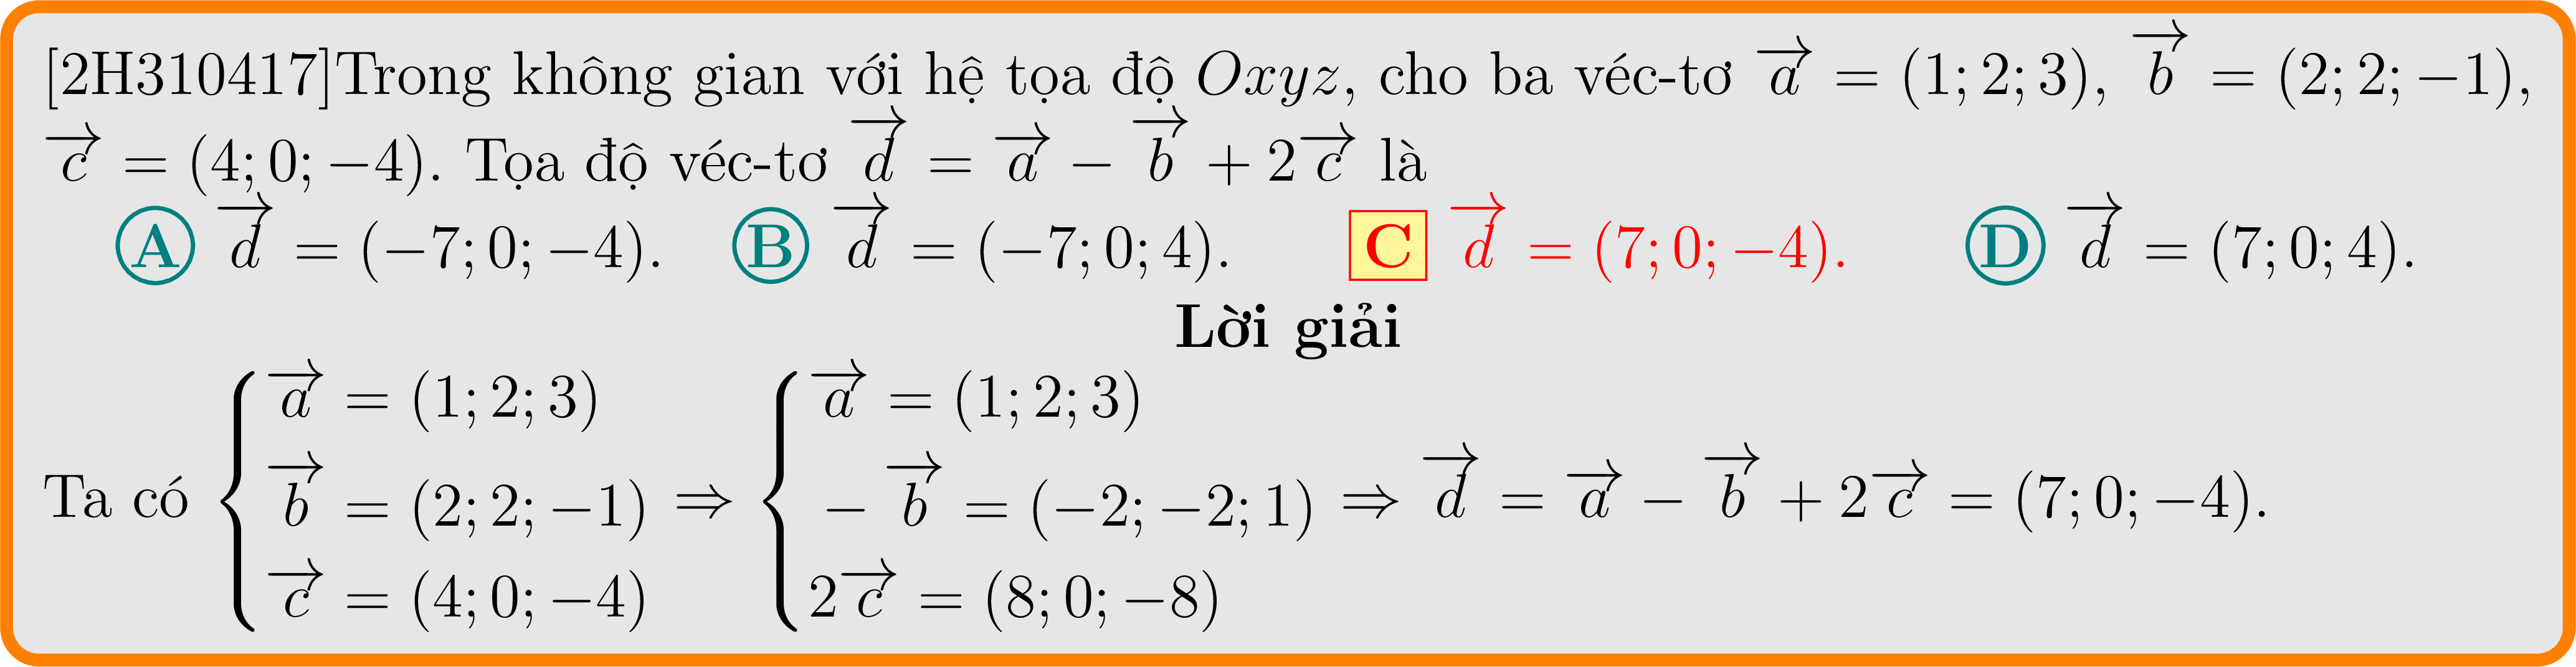 [2H310417]Trong không gian với hệ tọa độ $Oxyz$, cho ba véc-tơ $\overrightarrow{a} = (1; 2; 3)$, $\overrightarrow{b} = (2; 2; -1)$,
$\overrightarrow{c} = (4; 0; -4)$. Tọa độ véc-tơ $\overrightarrow{d} = \overrightarrow{a} - \overrightarrow{b} + 2\overrightarrow{c}$ là
A $\overrightarrow{d} = (-7; 0; -4)$. B $\overrightarrow{d} = (-7; 0; 4)$. C $\overrightarrow{d} = (7; 0; -4)$. D $\overrightarrow{d} = (7; 0; 4)$.
Lời giải
Ta có $\begin{cases} \overrightarrow{a} = (1; 2; 3) \\ \overrightarrow{b} = (2; 2; -1) \\ \overrightarrow{c} = (4; 0; -4) \end{cases} \Rightarrow \begin{cases} \overrightarrow{a} = (1; 2; 3) \\ -\overrightarrow{b} = (-2; -2; 1) \\ 2\overrightarrow{c} = (8; 0; -8) \end{cases} \Rightarrow \overrightarrow{d} = \overrightarrow{a} - \overrightarrow{b} + 2\overrightarrow{c} = (7; 0; -4)$.